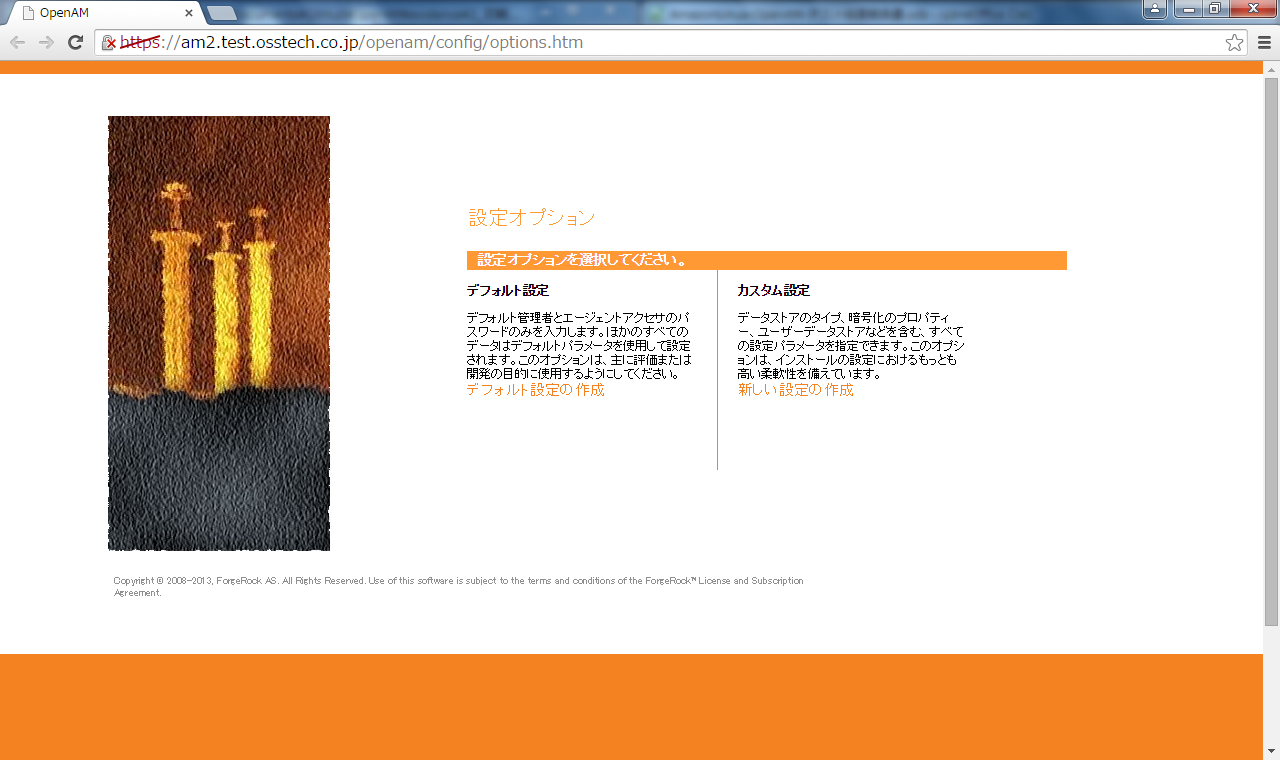 OpenAM
https://am2.test.osstech.co.jp/openam/config/options.htm
設定オプション
設定オプションを選択してください。
デフォルト設定
デフォルト管理者とエージェントアクセサのパ
スワードのみを入力します。ほかのすべての
データはデフォルトパラメータを使用して設定
されます。このオプションは、主に評価または
開発の目的に使用するようにしてください。
デフォルト設定の作成
カスタム設定
データストアのタイプ、暗号化のプロパティ
ー、ユーザーデータストアなどを含む、すべて
の設定パラメータを指定できます。このオプシ
ョンは、インストールの設定におけるもっとも
高い柔軟性を備えています。
新しい設定の作成
Copyright © 2008-2013, ForgeRock AS. All Rights Reserved. Use of this software is subject to the terms and conditions of the ForgeRock™ License and Subscription
Agreement.